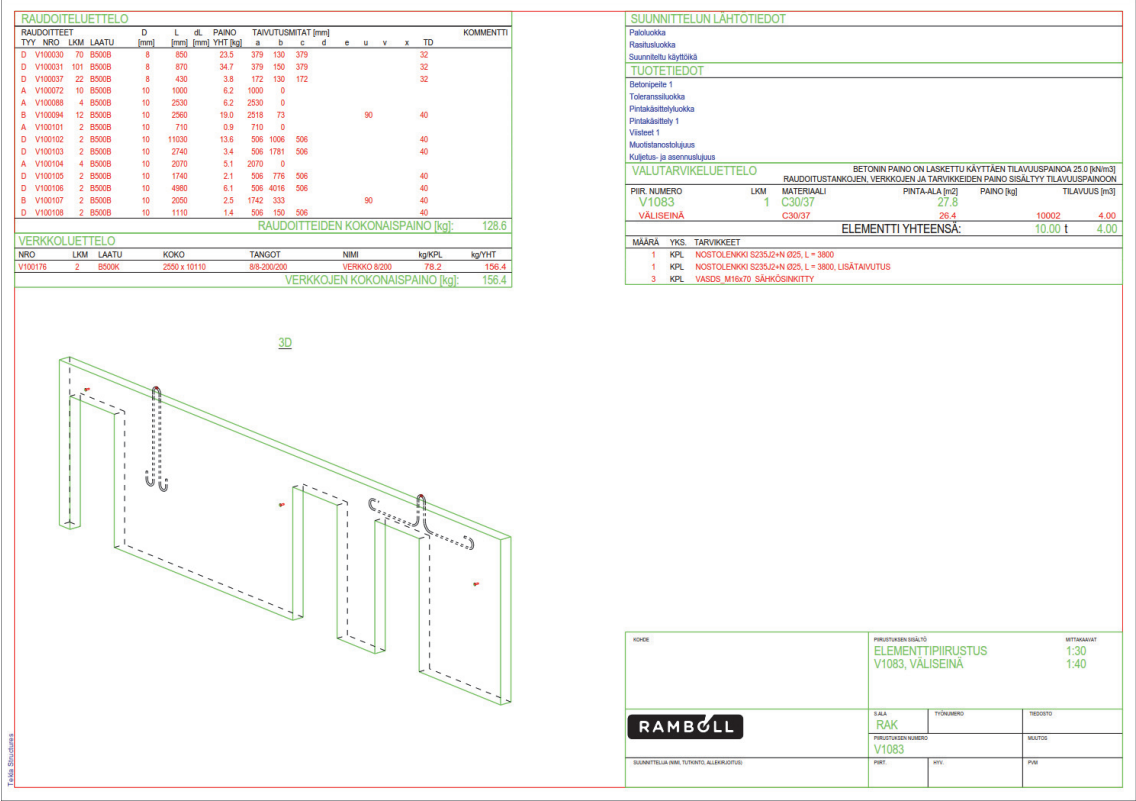 RAUDOITELUETTELO
RAUDOITTEET D L dL PAINO TAIVUTUSMITAT [mm] KOMMENTTI
TYY NRO LKM LAATU [mm] [mm] [mm] YHT [kg] a b c d e u v x TD
D V100030 70 B500B 8 850 23.5 379 130 379 32
D V100031 101 B500B 8 870 34.7 379 150 379 32
D V100037 22 B500B 8 430 3.8 172 130 172 32
A V100072 10 B500B 10 1000 6.2 1000 0
A V100088 4 B500B 10 2530 6.2 2530 0
B V100094 12 B500B 10 2560 19.0 2518 73 90 40
A V100101 2 B500B 10 710 0.9 710 0
D V100102 2 B500B 10 11030 13.6 506 1006 506 40
D V100103 2 B500B 10 2740 3.4 506 1781 506 40
A V100104 4 B500B 10 2070 5.1 2070 0
D V100105 2 B500B 10 1740 2.1 506 776 506 40
D V100106 2 B500B 10 4980 6.1 506 4016 506 40
B V100107 2 B500B 10 2050 2.5 1742 333 90 40
D V100108 2 B500B 10 1110 1.4 506 150 506 40
RAUDOITTEIDEN KOKONAISPAINO [kg]: 128.6
VERKKOLUETTELO
NRO LKM LAATU KOKO TANGOT NIMI kg/KPL kg/YHT
V100176 2 B500K 2550 x 10110 8/8-200/200 VERKKO 8/200 78.2 156.4
VERKKOJEN KOKONAISPAINO [kg]: 156.4
3D
Tekla Structures
SUUNNITTELUN LÄHTÖTIEDOT
Paloluokka
Rasitusluokka
Suunniteltu käyttöikä
TUOTETIEDOT
Betonipeite 1
Toleranssiluokka
Pintakäsittelyluokka
Pintakäsittely 1
Viisteet 1
Muotistanostolujuus
Kuljetus- ja asennuslujuus
VALUTARVIKELUETTELO BETONIN PAINO ON LASKETTU KÄYTTÄEN TILAVUUSPAINOA 25.0 [kN/m3]
RAUDOITUSTANKOJEN, VERKKOJEN JA TARVIKKEIDEN PAINO SISÄLTYY TILAVUUSPAINOON
PIIR. NUMERO LKM MATERIAALI PINTA-ALA [m2] PAINO [kg] TILAVUUS [m3]
V1083 1 C30/37 27.8
VÄLISEINÄ C30/37 26.4 10002 4.00
ELEMENTTI YHTEENSÄ: 10.00 t 4.00
MÄÄRÄ YKS. TARVIKKEET
1 KPL NOSTOLENKKI S235J2+N Ø25, L = 3800
1 KPL NOSTOLENKKI S235J2+N Ø25, L = 3800, LISÄTAIVUTUS
3 KPL VASDS_M16x70 SÄHKÖSINKITTY
KOHDE
PIIRUSTUKSEN SISÄLTÖ MITTAKAAVAT
ELEMENTTIPIIRUSTUS 1:30
V1083, VÄLISEINÄ 1:40
RAMBOLL
S.ALA TYÖNUMERO TIEDOSTO
RAK
PIIRUSTUKSEN NUMERO MUUTOS
V1083
SUUNNITTELIJA (NIMI, TUTKINTO, ALLEKIRJOITUS) PIIRT. HYV. PVM